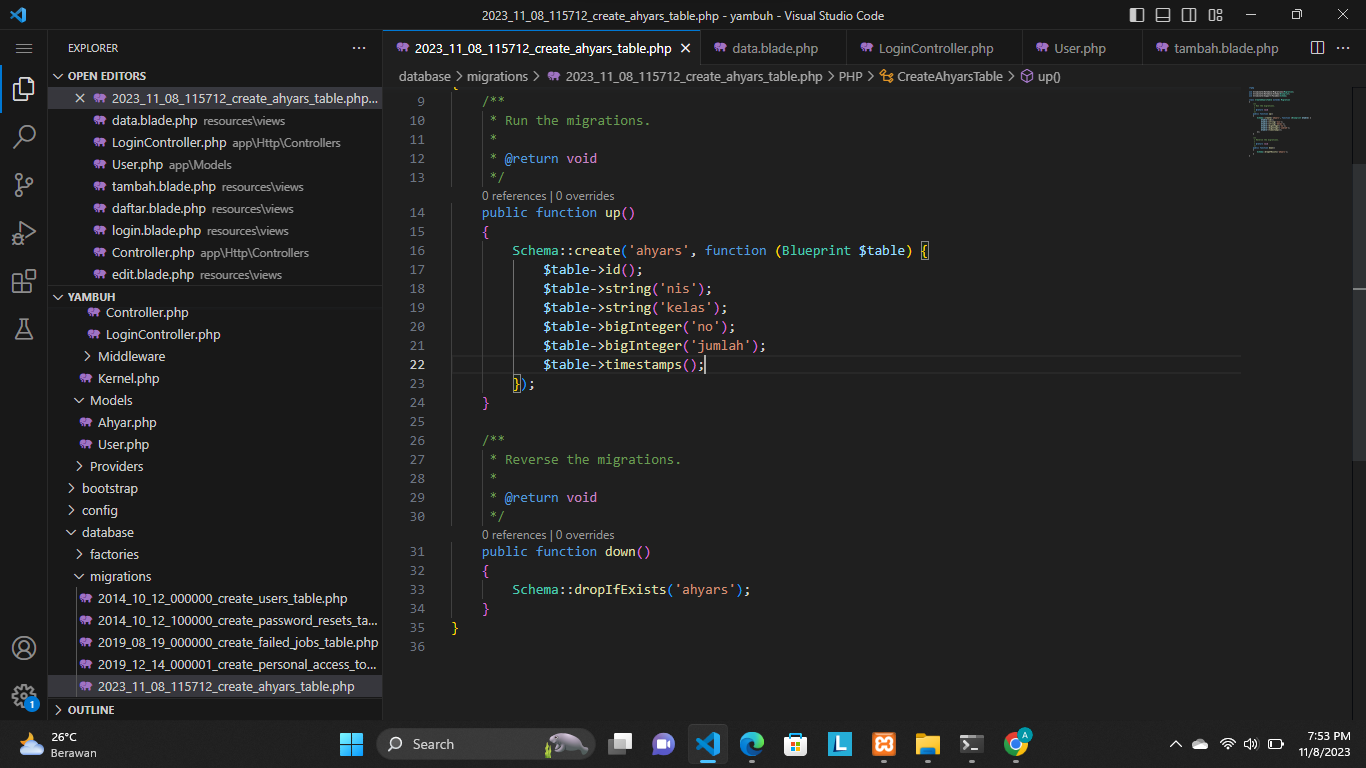 2023_11_08_115712_create_ahyars_table.php - yambuh - Visual Studio Code
EXPLORER
OPEN EDITORS
2023_11_08_115712_create_ahyars_table.php...
data.blade.php resources\views
LoginController.php app\Http\Controllers
User.php app\Models
tambah.blade.php resources\views
daftar.blade.php resources\views
login.blade.php resources\views
Controller.php app\Http\Controllers
edit.blade.php resources\views
YAMBUH
Controller.php
LoginController.php
Middleware
Kernel.php
Models
Ahyar.php
User.php
Providers
bootstrap
config
database
factories
migrations
2014_10_12_000000_create_users_table.php
2014_10_12_100000_create_password_resets_ta...
2019_08_19_000000_create_failed_jobs_table.php
2019_12_14_000001_create_personal_access_to...
2023_11_08_115712_create_ahyars_table.php
OUTLINE
1
2023_11_08_115712_create_ahyars_table.php
data.blade.php
LoginController.php
User.php
tambah.blade.php
database > migrations > 2023_11_08_115712_create_ahyars_table.php > PHP > CreateAhyarsTable > up()
9 /**
10 * Run the migrations.
11 *
12 * @return void
13 */
0 references | 0 overrides
14 public function up()
15 {
16 Schema::create('ahyars', function (Blueprint $table) {
17 $table->id();
18 $table->string('nis');
19 $table->string('kelas');
20 $table->bigInteger('no');
21 $table->bigInteger('jumlah');
22 $table->timestamps();
23 });
24 }
25
26 /**
27 * Reverse the migrations.
28 *
29 * @return void
30 */
0 references | 0 overrides
31 public function down()
32 {
33 Schema::dropIfExists('ahyars');
34 }
35 }
36
26°C
Berawan
Search
L
A
7:53 PM
11/8/2023